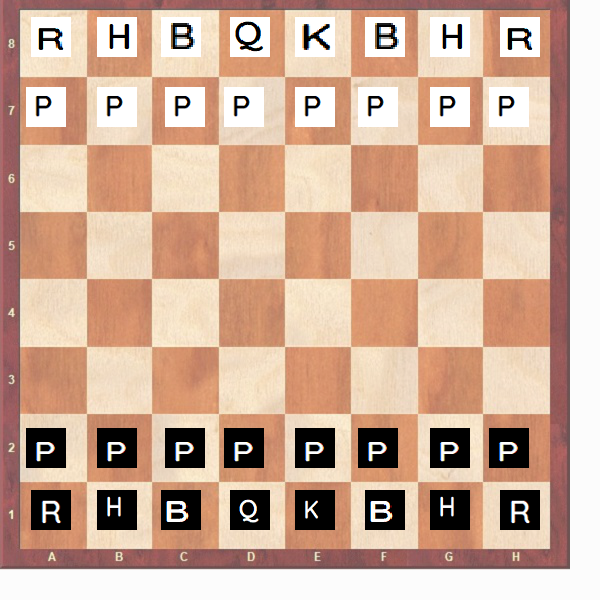 8 R H B Q K B H R
7 P P P P P P P P
6
5
4
3
2 P P P P P P P P
1 R H B Q K B H R
A B C D E F G H